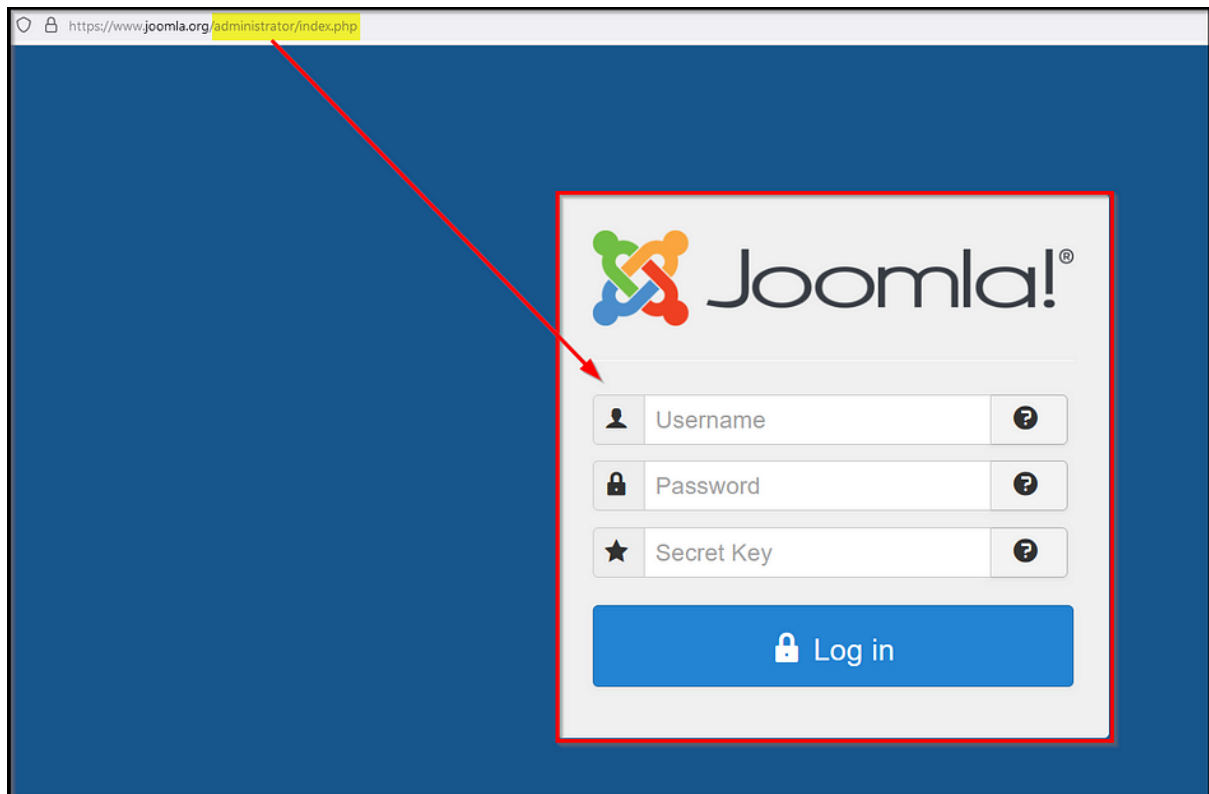 https://www.joomla.org/administrator/index.php
Joomla!®
Username
Password
Secret Key
Log in